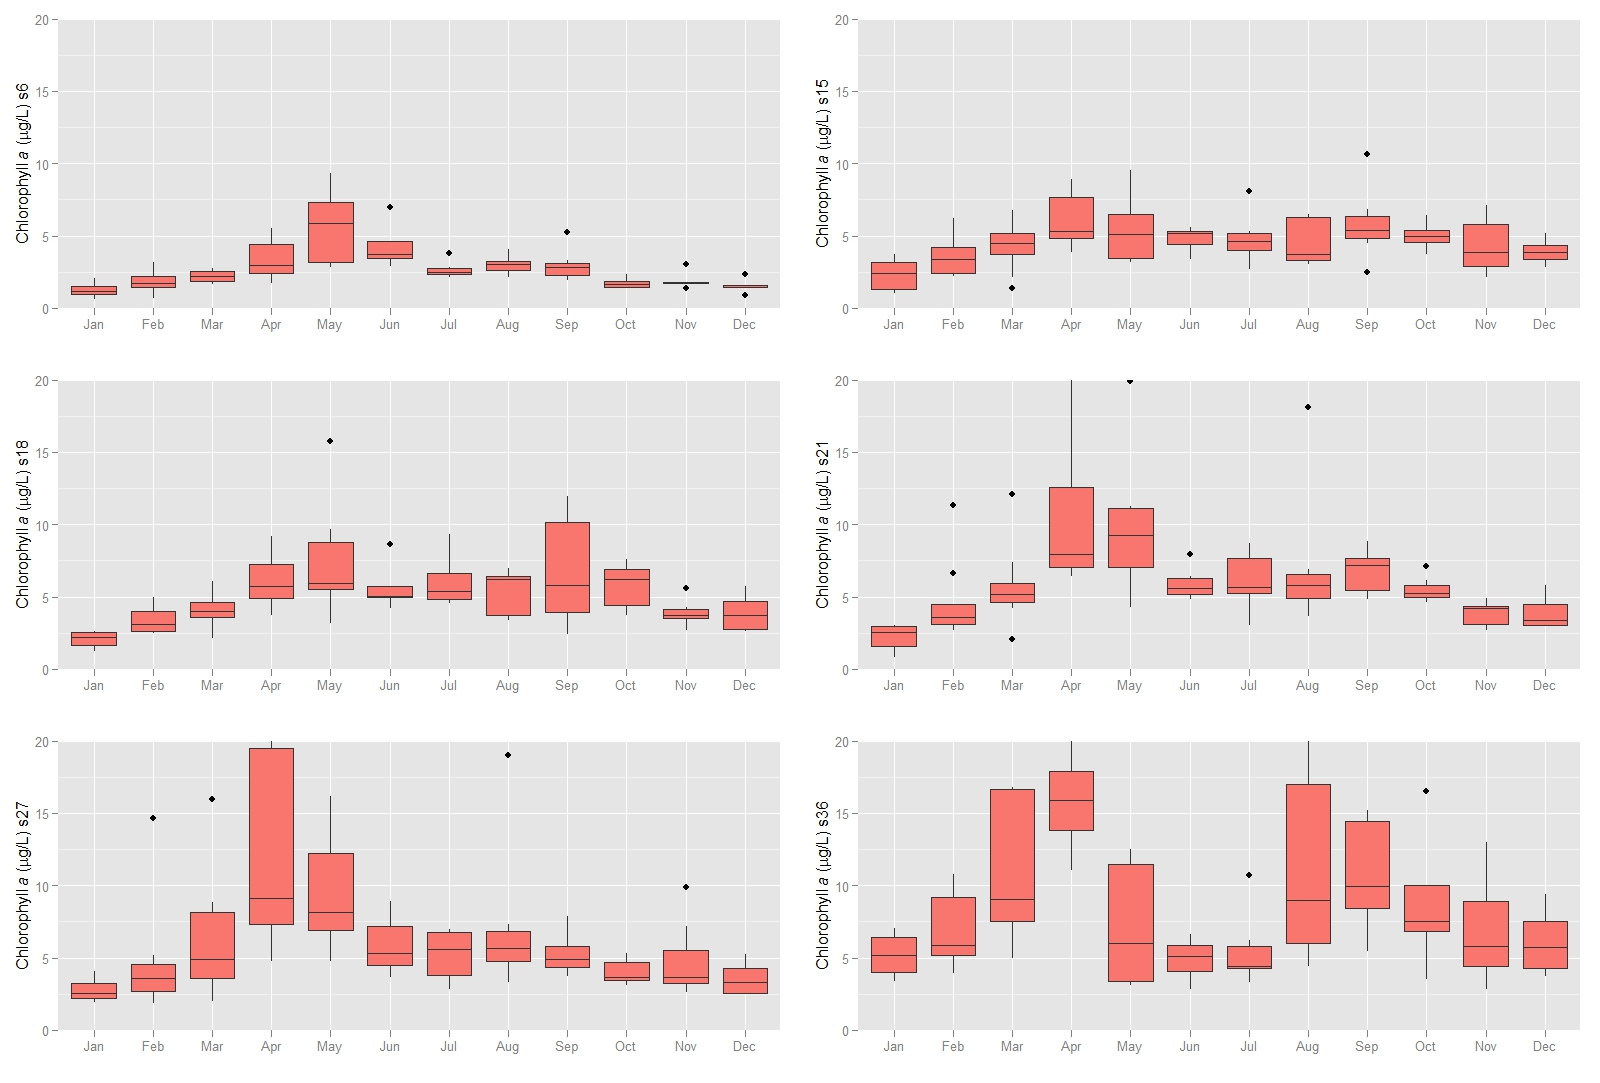 Chlorophyll a (µg/L) s6
20
15
10
5
0
Jan Feb Mar Apr May Jun Jul Aug Sep Oct Nov Dec
Chlorophyll a (µg/L) s15
20
15
10
5
0
Jan Feb Mar Apr May Jun Jul Aug Sep Oct Nov Dec
Chlorophyll a (µg/L) s18
20
15
10
5
0
Jan Feb Mar Apr May Jun Jul Aug Sep Oct Nov Dec
Chlorophyll a (µg/L) s21
20
15
10
5
0
Jan Feb Mar Apr May Jun Jul Aug Sep Oct Nov Dec
Chlorophyll a (µg/L) s27
20
15
10
5
0
Jan Feb Mar Apr May Jun Jul Aug Sep Oct Nov Dec
Chlorophyll a (µg/L) s36
20
15
10
5
0
Jan Feb Mar Apr May Jun Jul Aug Sep Oct Nov Dec